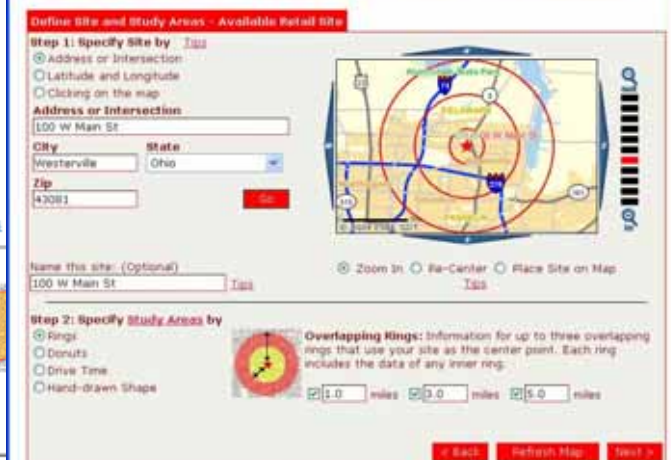 Define Site and Study Areas - Available Retail Site
Step 1: Specify Site by Tips
Address or Intersection
Latitude and Longitude
Clicking on the map
Address or Intersection
100 W Main St
City State
Westerville Ohio
Zip
43081 Go
Name this site: (Optional)
100 W Main St Tips
Zoom In Re-Center Place Site on Map
Tips
Step 2: Specify Study Areas by
Rings
Donuts
Drive Time
Hand-drawn Shape
Overlapping Rings: Information for up to three overlapping
rings that use your site as the center point. Each ring
includes the data of any inner ring.
1.0 miles 3.0 miles 5.0 miles
< Back Refresh Map Next >